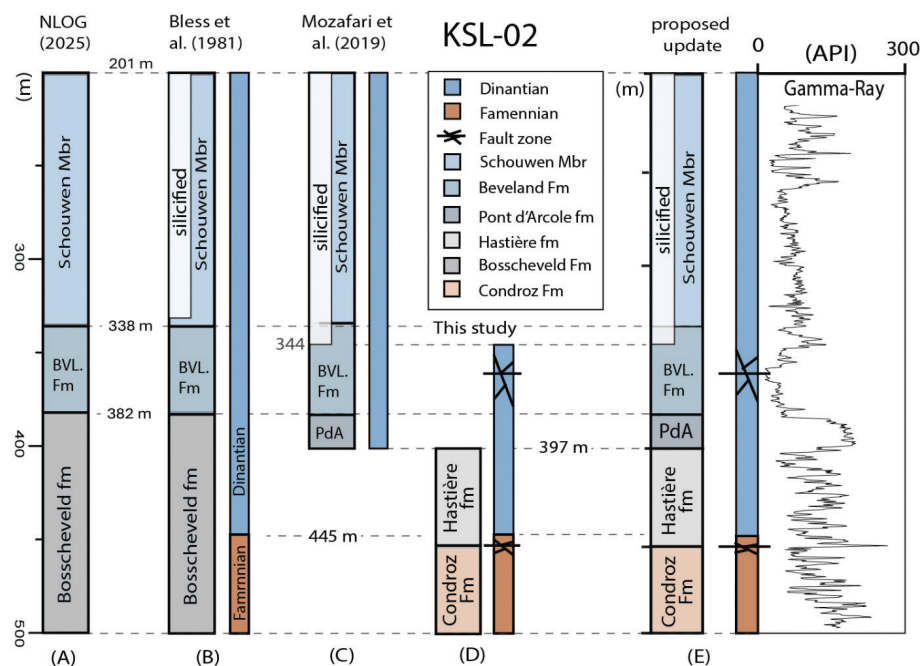 NLOG
(2025)
Bless et
al. (1981)
Mozafari et
al. (2019)
KSL-02
proposed
update
0
(API)
300
201 m
(m)
(m)
Gamma-Ray
Dinantian
Famennian
Fault zone
Schouwen Mbr
Beveland Fm
Pont d'Arcole fm
Hastière fm
Bosscheveld Fm
Condroz Fm
Schouwen Mbr
silicified
Schouwen Mbr
silicified
Schouwen Mbr
silicified
Schouwen Mbr
300
338 m
This study
344
BVL.
Fm
BVL.
Fm
BVL.
Fm
BVL.
Fm
382 m
400
PdA
397 m
PdA
Bosscheveld fm
Bosscheveld fm
Dinantian
Famrnnian
445 m
Hastière
fm
Condroz
Fm
Hastière
fm
Condroz
Fm
500
(A)
(B)
(C)
(D)
(E)